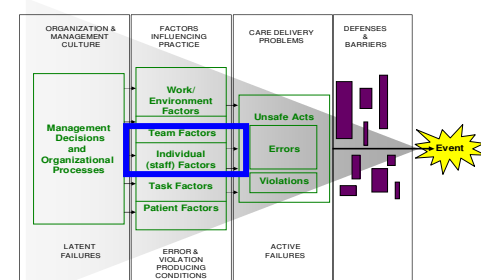 ORGANIZATION &
MANAGEMENT
CULTURE
FACTORS
INFLUENCING
PRACTICE
CARE DELIVERY
PROBLEMS
DEFENSES
&
BARRIERS
Management
Decisions
and
Organizational
Processes
Work/
Environment
Factors
Team Factors
Individual
(staff) Factors
Task Factors
Patient Factors
Unsafe Acts
Errors
Violations
Event
LATENT
FAILURES
ERROR &
VIOLATION
PRODUCING
CONDITIONS
ACTIVE
FAILURES